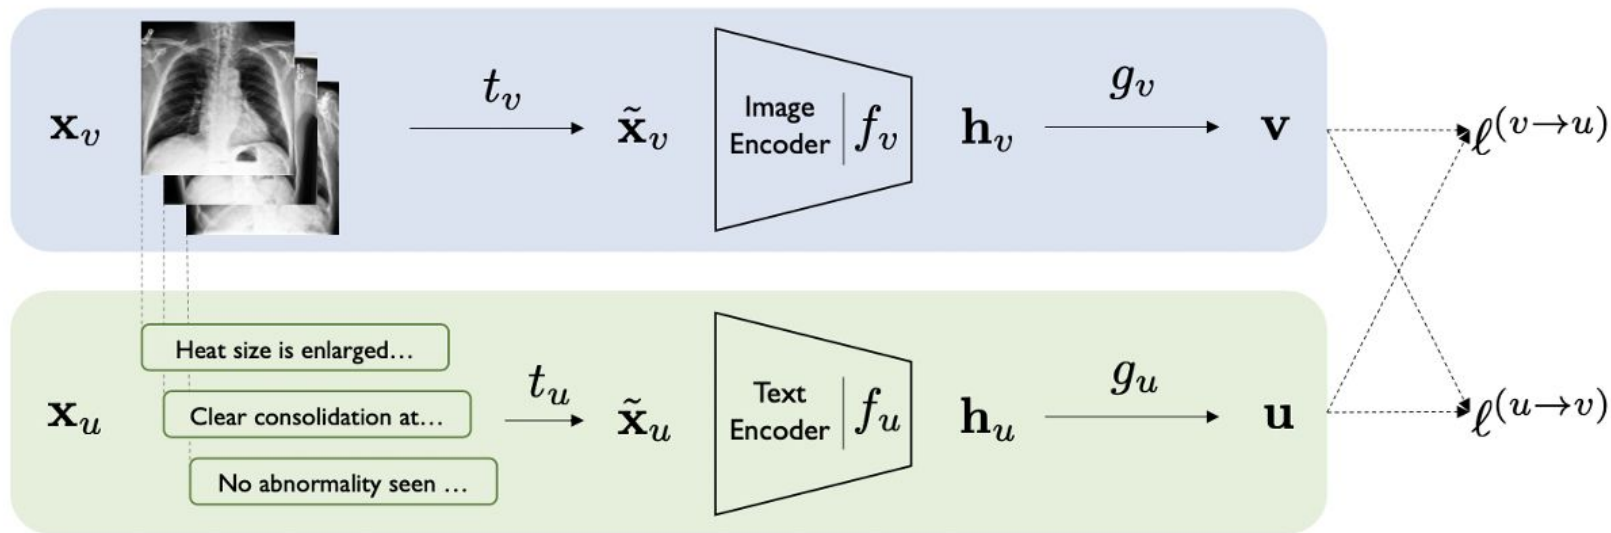 x_v
t_v
x̃_v
Image
Encoder
f_v
h_v
g_v
v
ℓ^(v→u)
Heat size is enlarged…
x_u
Clear consolidation at…
No abnormality seen …
t_u
x̃_u
Text
Encoder
f_u
h_u
g_u
u
ℓ^(u→v)